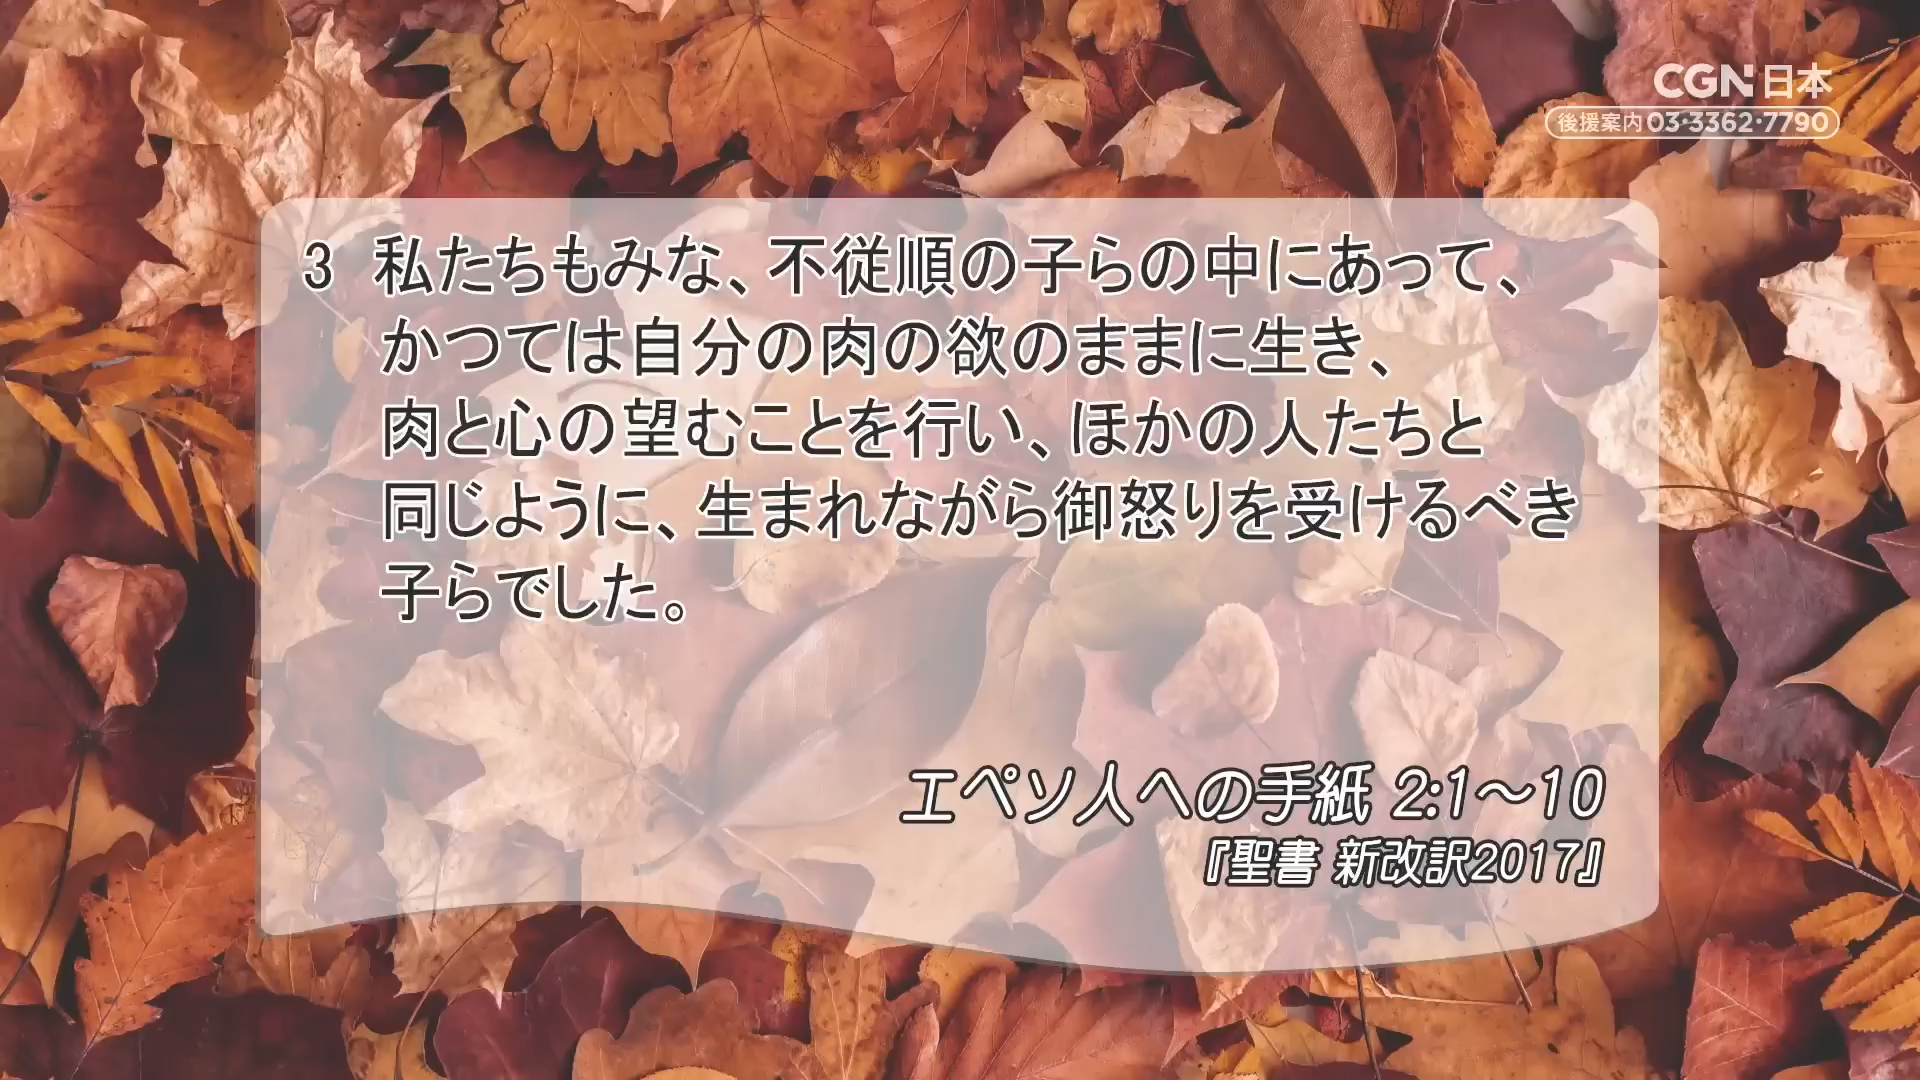 CGN日本
後援案内 03·3362·7790
3 私たちもみな、不従順の子らの中にあって、
かつては自分の肉の欲のままに生き、
肉と心の望むことを行い、ほかの人たちと
同じように、生まれながら御怒りを受けるべき
子らでした。
エペソ人への手紙 2:1〜10
『聖書 新改訳2017』